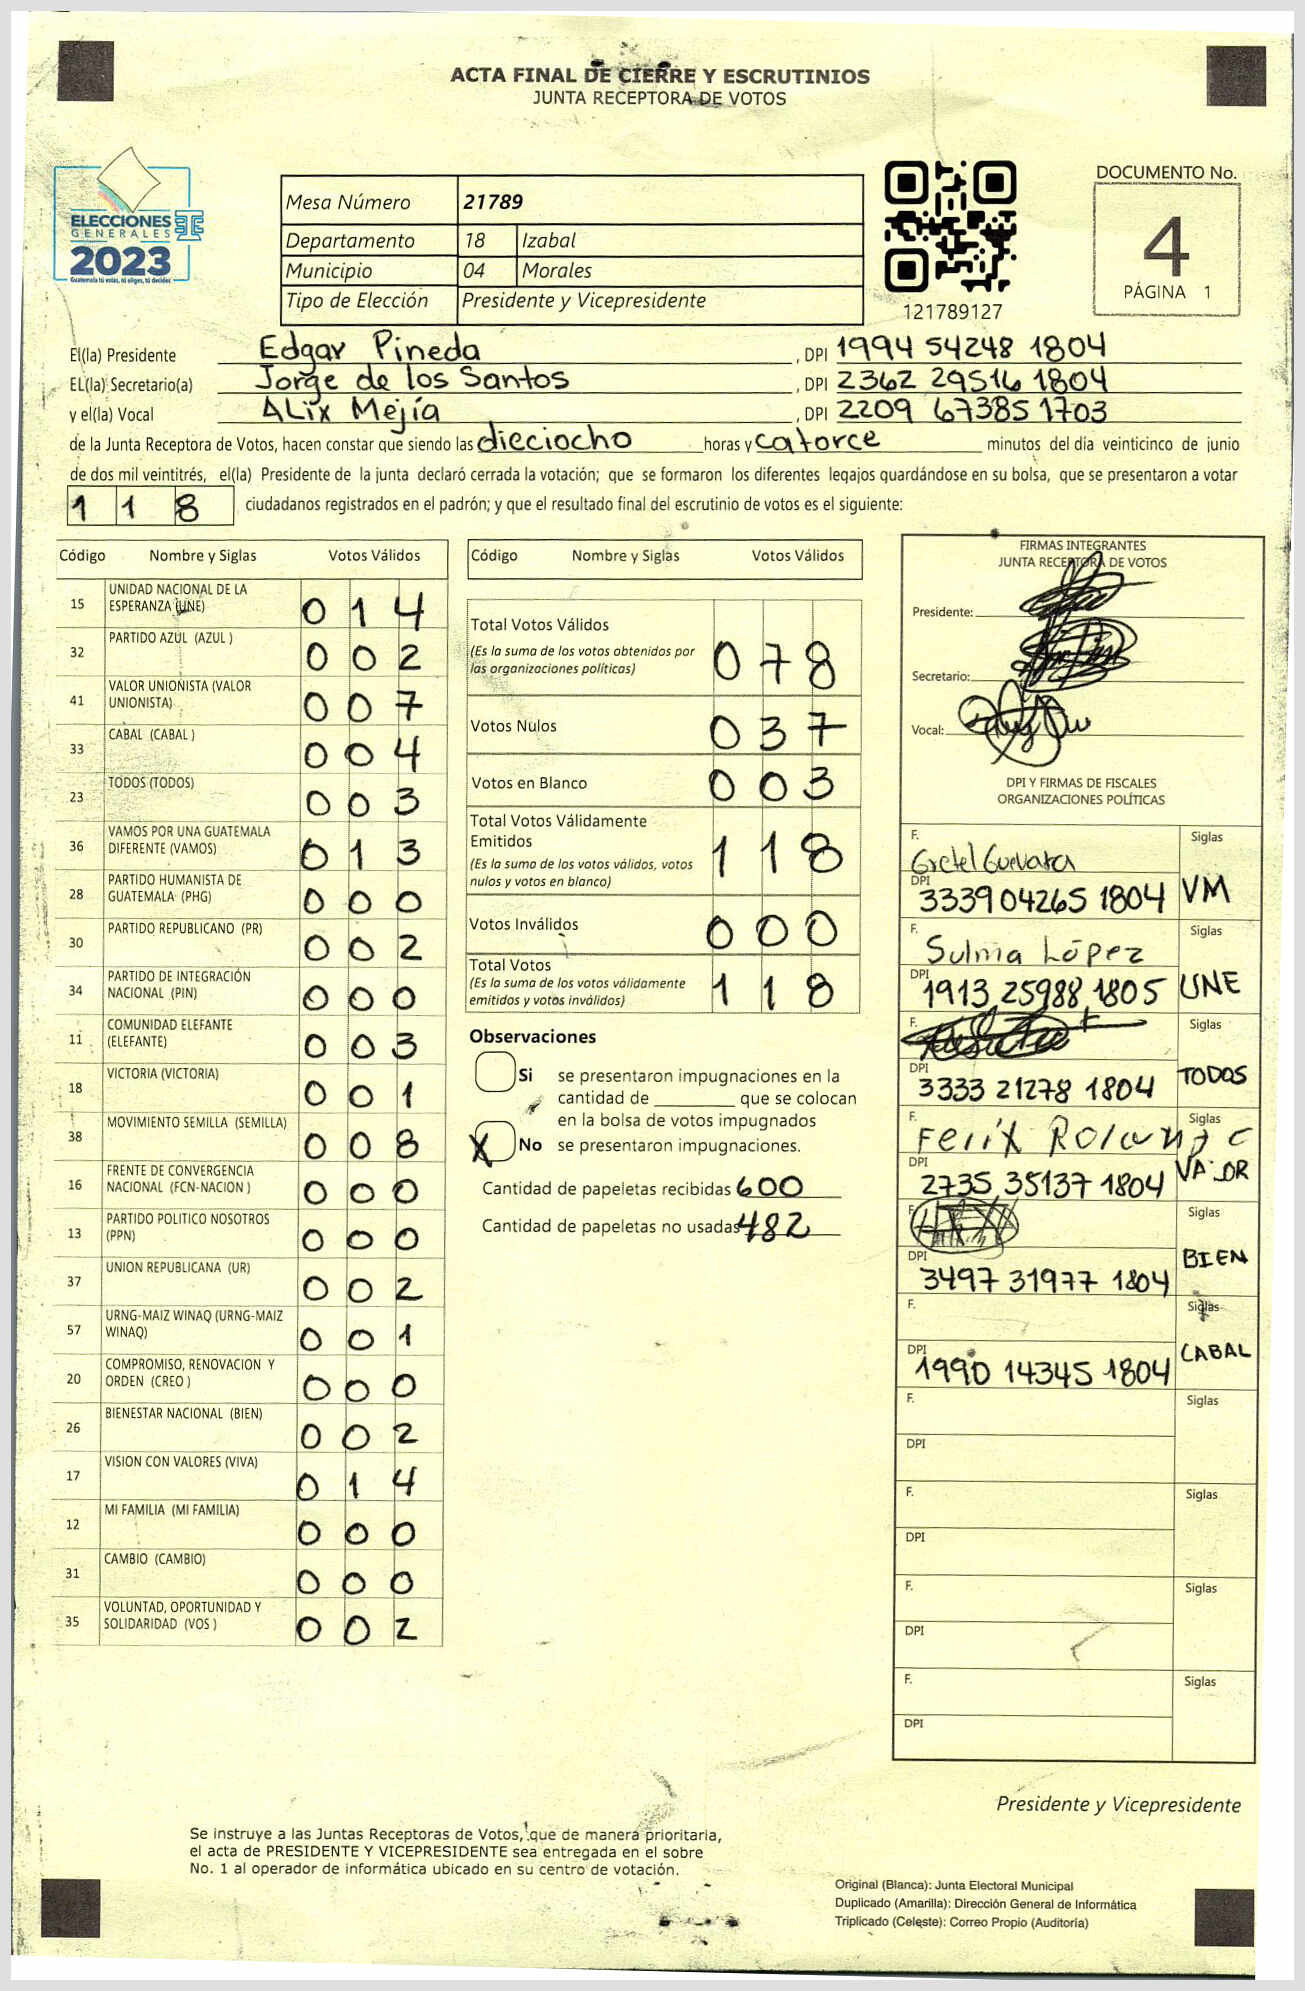 ACTA FINAL DE CIERRE Y ESCRUTINIOS
JUNTA RECEPTORA DE VOTOS
ELECCIONES
GENERALES
2023
Guatemala tú votas, tú eliges, tú decides
Mesa Número 21789
Departamento 18 Izabal
Municipio 04 Morales
Tipo de Elección Presidente y Vicepresidente
121789127
DOCUMENTO No.
4
PÁGINA 1
El(la) Presidente Edgar Pineda , DPI 1994 54248 1804
EL(la) Secretario(a) Jorge de los Santos , DPI 2362 29516 1804
y el(la) Vocal ALix Mejía , DPI 2209 67385 1703
de la Junta Receptora de Votos, hacen constar que siendo las dieciocho horas y catorce minutos del día veinticinco de junio
de dos mil veintitrés, el(la) Presidente de la junta declaró cerrada la votación; que se formaron los diferentes legajos quardándose en su bolsa, que se presentaron a votar
1 1 8 ciudadanos registrados en el padrón; y que el resultado final del escrutinio de votos es el siguiente:
Código Nombre y Siglas Votos Válidos
15 UNIDAD NACIONAL DE LA
ESPERANZA (UNE) 0 1 4
32 PARTIDO AZUL (AZUL ) 0 0 2
41 VALOR UNIONISTA (VALOR
UNIONISTA) 0 0 7
33 CABAL (CABAL ) 0 0 4
23 TODOS (TODOS) 0 0 3
36 VAMOS POR UNA GUATEMALA
DIFERENTE (VAMOS) 0 1 3
28 PARTIDO HUMANISTA DE
GUATEMALA (PHG) 0 0 0
30 PARTIDO REPUBLICANO (PR) 0 0 2
34 PARTIDO DE INTEGRACIÓN
NACIONAL (PIN) 0 0 0
11 COMUNIDAD ELEFANTE
(ELEFANTE) 0 0 3
18 VICTORIA (VICTORIA) 0 0 1
38 MOVIMIENTO SEMILLA (SEMILLA) 0 0 8
16 FRENTE DE CONVERGENCIA
NACIONAL (FCN-NACION ) 0 0 0
13 PARTIDO POLITICO NOSOTROS
(PPN) 0 0 0
37 UNION REPUBLICANA (UR) 0 0 2
57 URNG-MAIZ WINAQ (URNG-MAIZ
WINAQ) 0 0 1
20 COMPROMISO, RENOVACION Y
ORDEN (CREO ) 0 0 0
26 BIENESTAR NACIONAL (BIEN) 0 0 2
17 VISION CON VALORES (VIVA) 0 1 4
12 MI FAMILIA (MI FAMILIA) 0 0 0
31 CAMBIO (CAMBIO) 0 0 0
35 VOLUNTAD, OPORTUNIDAD Y
SOLIDARIDAD (VOS ) 0 0 2
Código Nombre y Siglas Votos Válidos
Total Votos Válidos
(Es la suma de los votos obtenidos por
las organizaciones políticas) 0 7 8
Votos Nulos 0 3 7
Votos en Blanco 0 0 3
Total Votos Válidamente
Emitidos
(Es la suma de los votos válidos, votos
nulos y votos en blanco) 1 1 8
Votos Inválidos 0 0 0
Total Votos
(Es la suma de los votos válidamente
emitidos y votos inválidos) 1 1 8
Observaciones
Si se presentaron impugnaciones en la
cantidad de que se colocan
en la bolsa de votos impugnados
X No se presentaron impugnaciones.
Cantidad de papeletas recibidas 600
Cantidad de papeletas no usadas 482
FIRMAS INTEGRANTES
JUNTA RECEPTORA DE VOTOS
Presidente:
Secretario:
Vocal:
DPI Y FIRMAS DE FISCALES
ORGANIZACIONES POLÍTICAS
F. Siglas
Gretel Guevara
DPI 3339 04265 1804 VM
F. Siglas
Sulma López
DPI 1913 25988 1805 UNE
F. Siglas
DPI 3333 21278 1804 TODOS
F. Siglas
Felix
DPI 2735 35137 1804
F. Siglas
DPI 3497 31977 1804 BIEN
F. Siglas
DPI 1990 14345 1804 CABAL
F. Siglas
DPI
F. Siglas
DPI
F. Siglas
DPI
F. Siglas
DPI
Presidente y Vicepresidente
Se instruye a las Juntas Receptoras de Votos, que de manera prioritaria,
el acta de PRESIDENTE Y VICEPRESIDENTE sea entregada en el sobre
No. 1 al operador de informática ubicado en su centro de votación.
Original (Blanca): Junta Electoral Municipal
Duplicado (Amarilla): Dirección General de Informática
Triplicado (Celeste): Correo Propio (Auditoría)